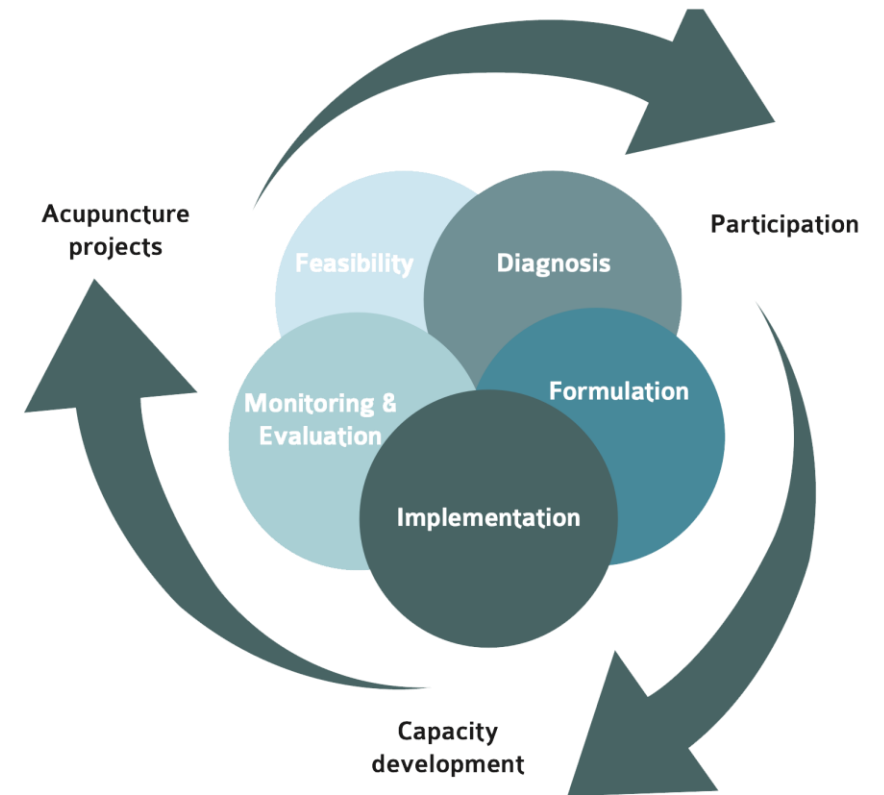 Acupuncture
projects
Participation
Feasibility
Diagnosis
Formulation
Monitoring &
Evaluation
Implementation
Capacity
development